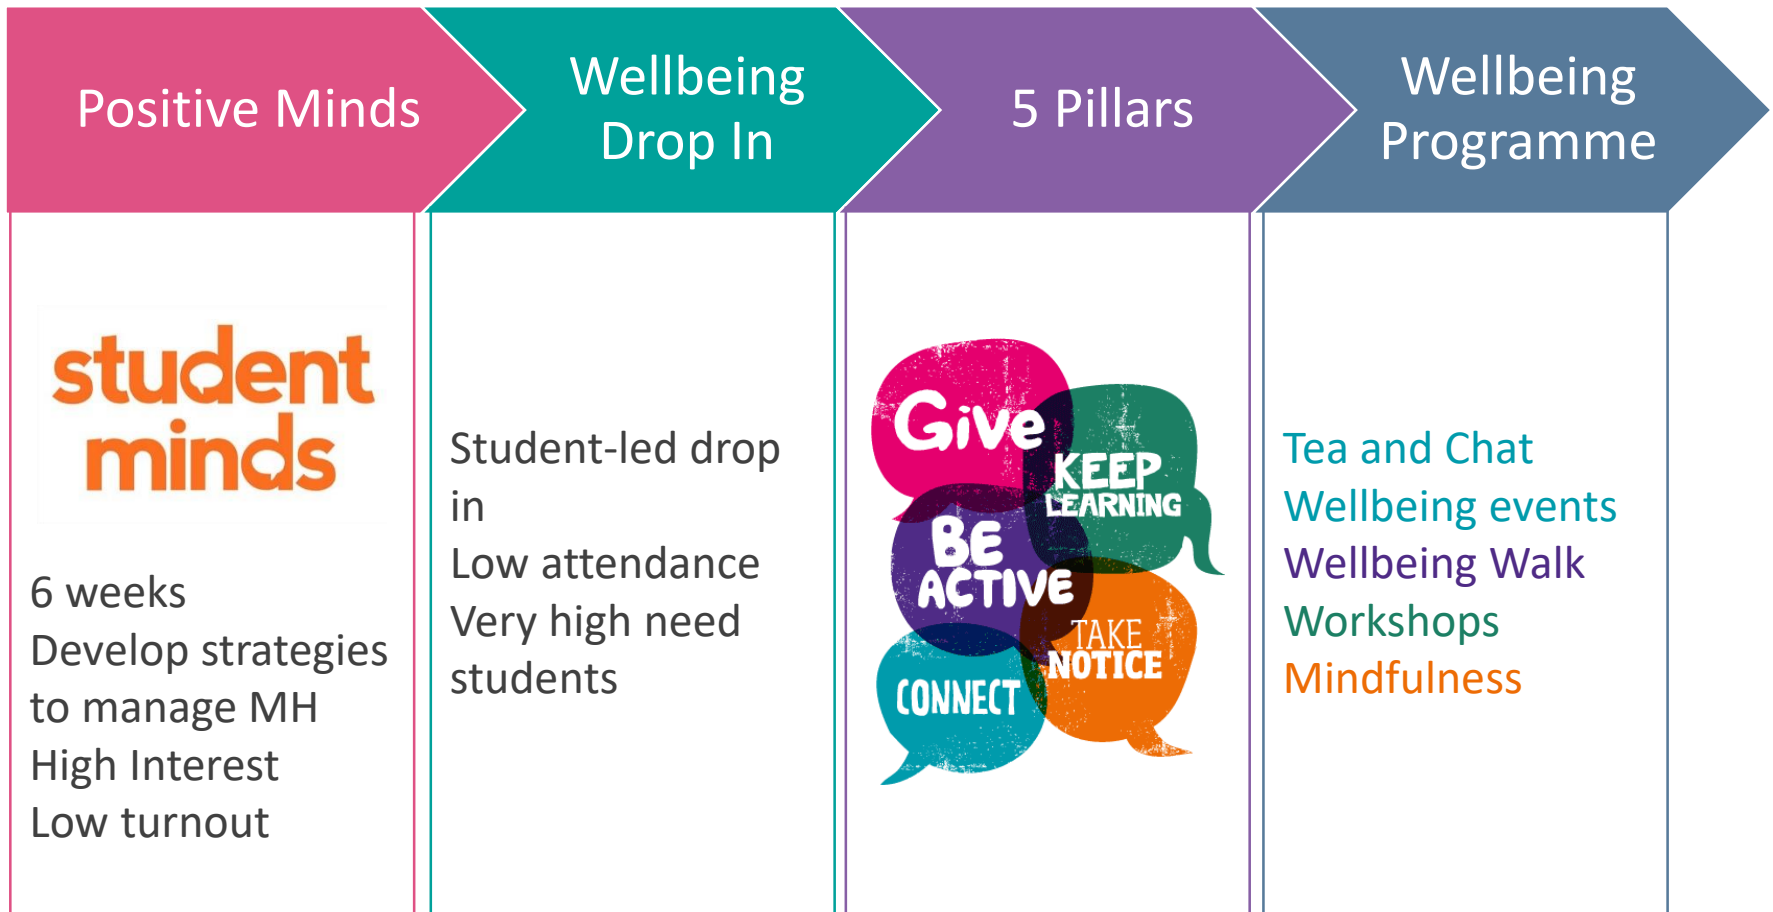 Positive Minds
Wellbeing
Drop In
5 Pillars
Wellbeing
Programme
student
minds
6 weeks
Develop strategies
to manage MH
High Interest
Low turnout
Student-led drop
in
Low attendance
Very high need
students
Give
KEEP
LEARNING
BE
ACTIVE
TAKE
NOTICE
CONNECT
Tea and Chat
Wellbeing events
Wellbeing Walk
Workshops
Mindfulness